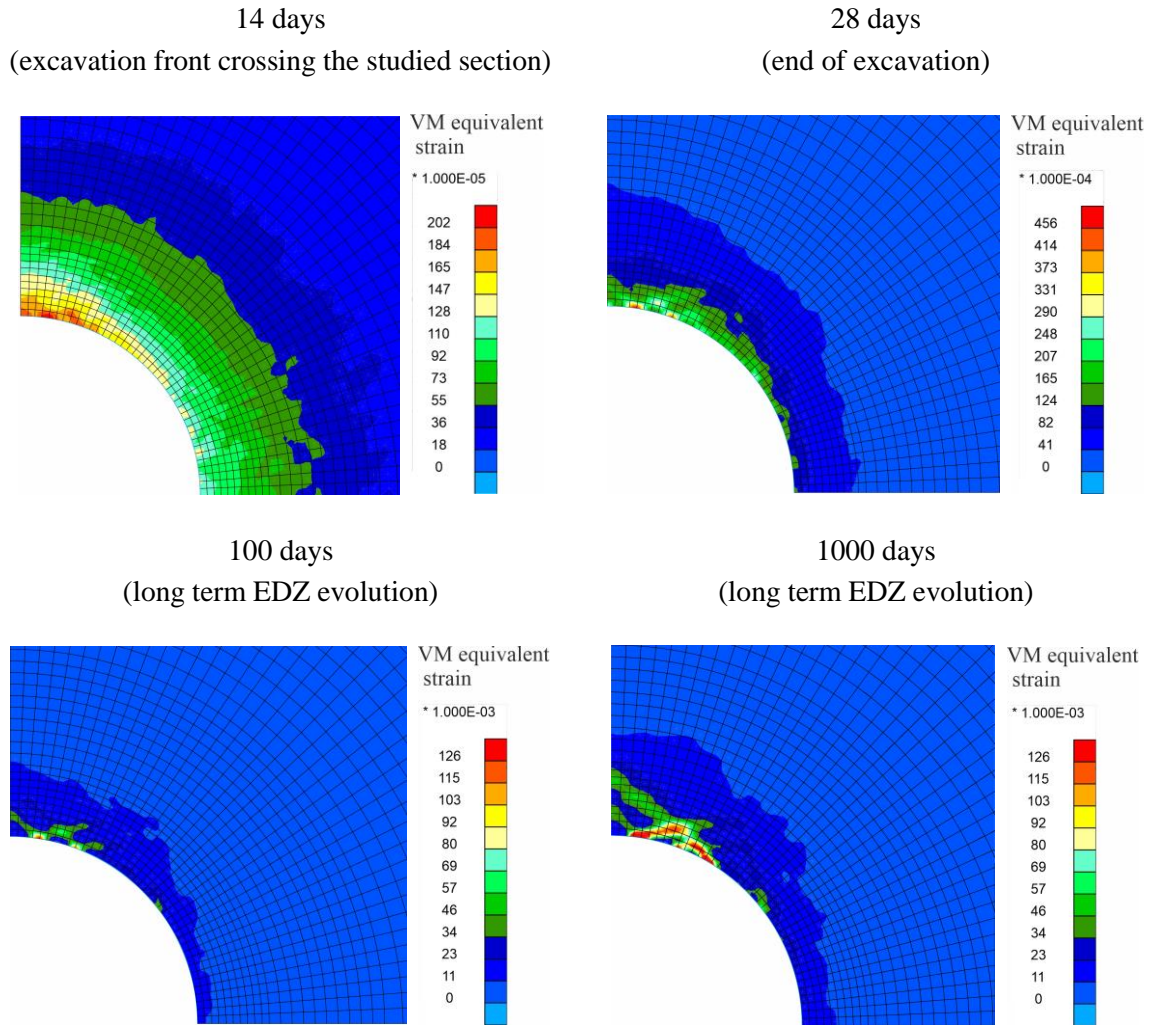 14 days
(excavation front crossing the studied section)
28 days
(end of excavation)
VM equivalent
strain
* 1.000E-05
202
184
165
147
128
110
92
73
55
36
18
0
VM equivalent
strain
* 1.000E-04
456
414
373
331
290
248
207
165
124
82
41
0
100 days
(long term EDZ evolution)
1000 days
(long term EDZ evolution)
VM equivalent
strain
* 1.000E-03
126
115
103
92
80
69
57
46
34
23
11
0
VM equivalent
strain
* 1.000E-03
126
115
103
92
80
69
57
46
34
23
11
0